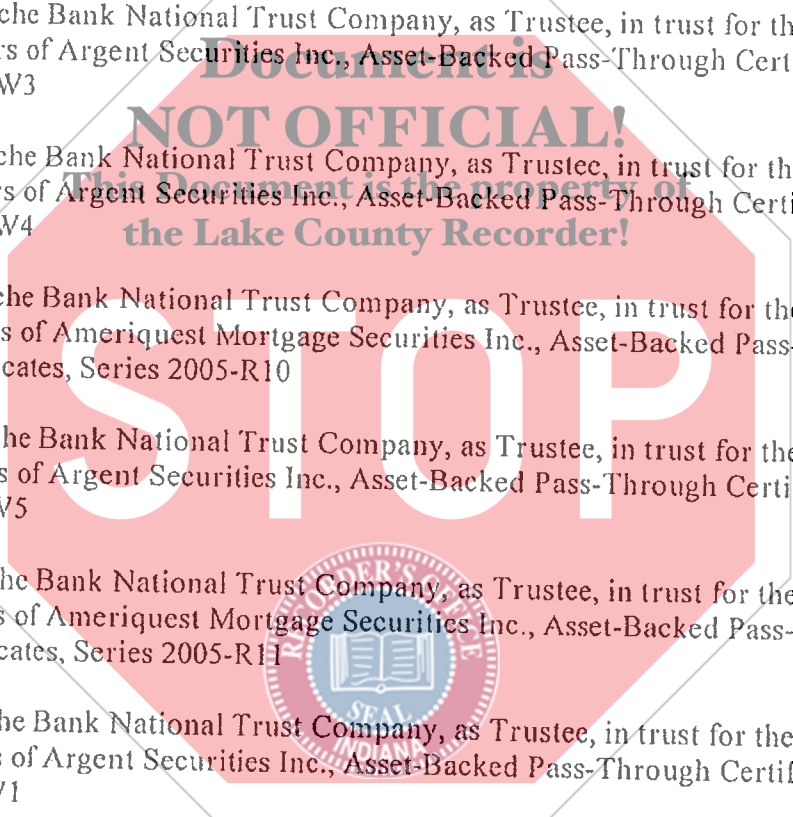 che Bank National Trust Company, as Trustee, in trust for th
rs of Argent Securities Inc., Asset-Backed Pass-Through Cert
W3
Document is
NOT OFFICIAL!
This Document is the property of
the Lake County Recorder!
che Bank National Trust Company, as Trustee, in trust for th
rs of Argent Securities Inc., Asset-Backed Pass-Through Certi
W4
che Bank National Trust Company, as Trustee, in trust for the
s of Ameriquest Mortgage Securities Inc., Asset-Backed Pass-
cates, Series 2005-R10
STOP
he Bank National Trust Company, as Trustee, in trust for the
s of Argent Securities Inc., Asset-Backed Pass-Through Certi
V5
he Bank National Trust Company, as Trustee, in trust for the
s of Ameriquest Mortgage Securities Inc., Asset-Backed Pass-
cates, Series 2005-R11
RECORDER'S OFFICE
SEAL
INDIANA
he Bank National Trust Company, as Trustee, in trust for the
s of Argent Securities Inc., Asset-Backed Pass-Through Certif
1